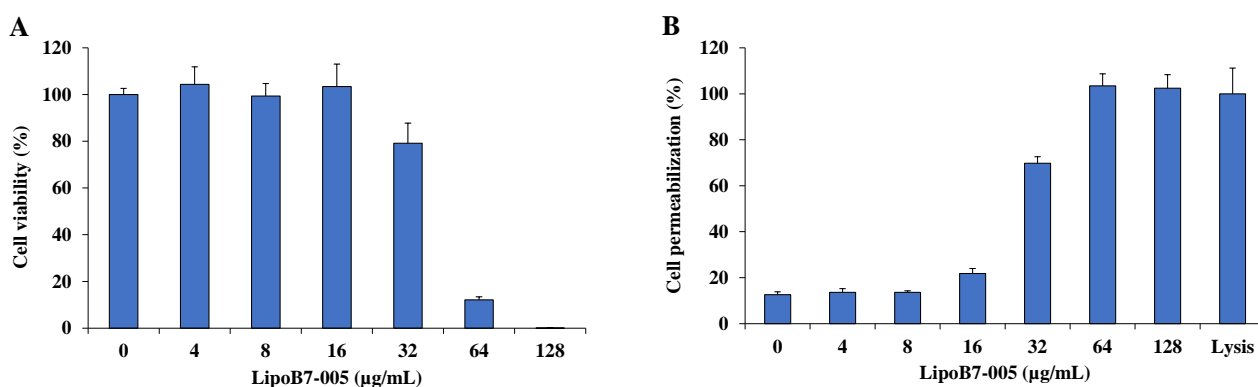 A
Cell viability (%)
120
100
80
60
40
20
0
0 4 8 16 32 64 128
LipoB7-005 (µg/mL)
B
Cell permeabilization (%)
120
100
80
60
40
20
0
0 4 8 16 32 64 128 Lysis
LipoB7-005 (µg/mL)